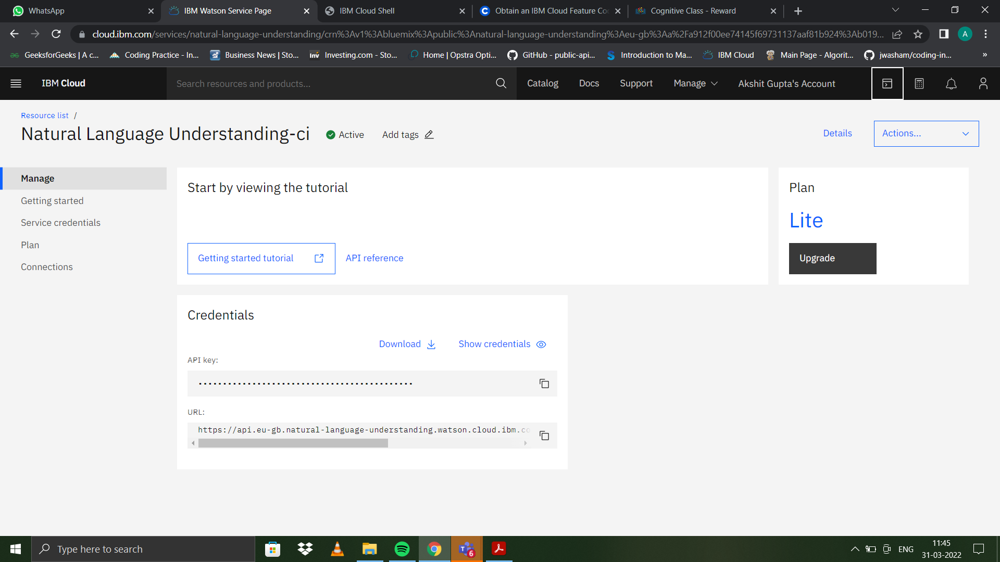 WhatsApp
IBM Watson Service Page
IBM Cloud Shell
Obtain an IBM Cloud Feature Co
Cognitive Class - Reward
cloud.ibm.com/services/natural-language-understanding/crn%3Av1%3Abluemix%3Apublic%3Anatural-language-understanding%3Aeu-gb%3Aa%2Fa912f00ee74145f69731137aaf81b924%3Ab019...
A
GeeksforGeeks | A c...
Coding Practice - In...
Business News | Sto...
Inv
Investing.com - Sto...
Home | Opstra Opti...
GitHub - public-api...
Introduction to Ma...
IBM Cloud
Main Page - Algorit...
jwasham/coding-in...
»
IBM Cloud
Search resources and products...
Catalog
Docs
Support
Manage
Akshit Gupta's Account
Resource list /
Natural Language Understanding-ci
Active
Add tags
Details
Actions...
Manage
Getting started
Service credentials
Plan
Connections
Start by viewing the tutorial
Getting started tutorial
API reference
Plan
Lite
Upgrade
Credentials
Download
Show credentials
API key:
URL:
https://api.eu-gb.natural-language-understanding.watson.cloud.ibm.co
Type here to search
6
ENG
11:45
31-03-2022